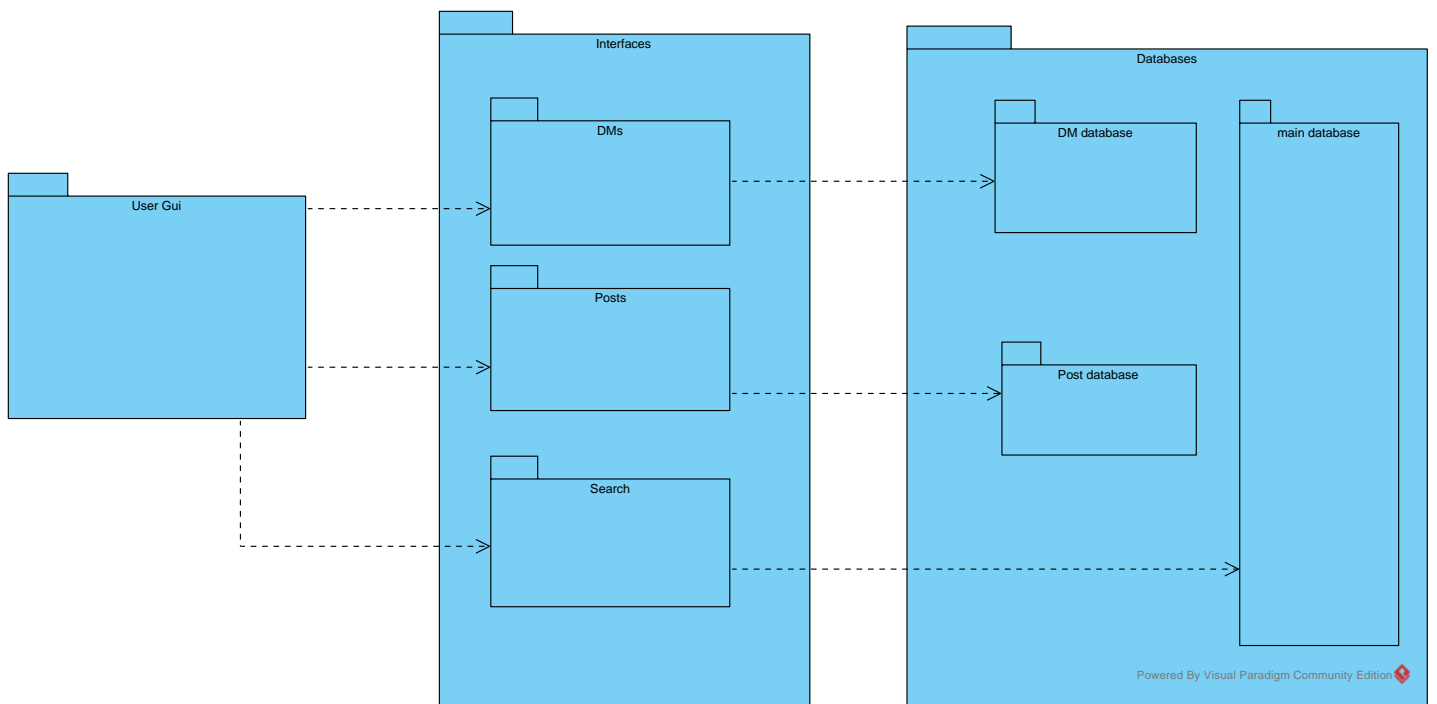 Interfaces
Databases
DMs
DM database
main database
User Gui
Posts
Post database
Search
Powered By Visual Paradigm Community Edition